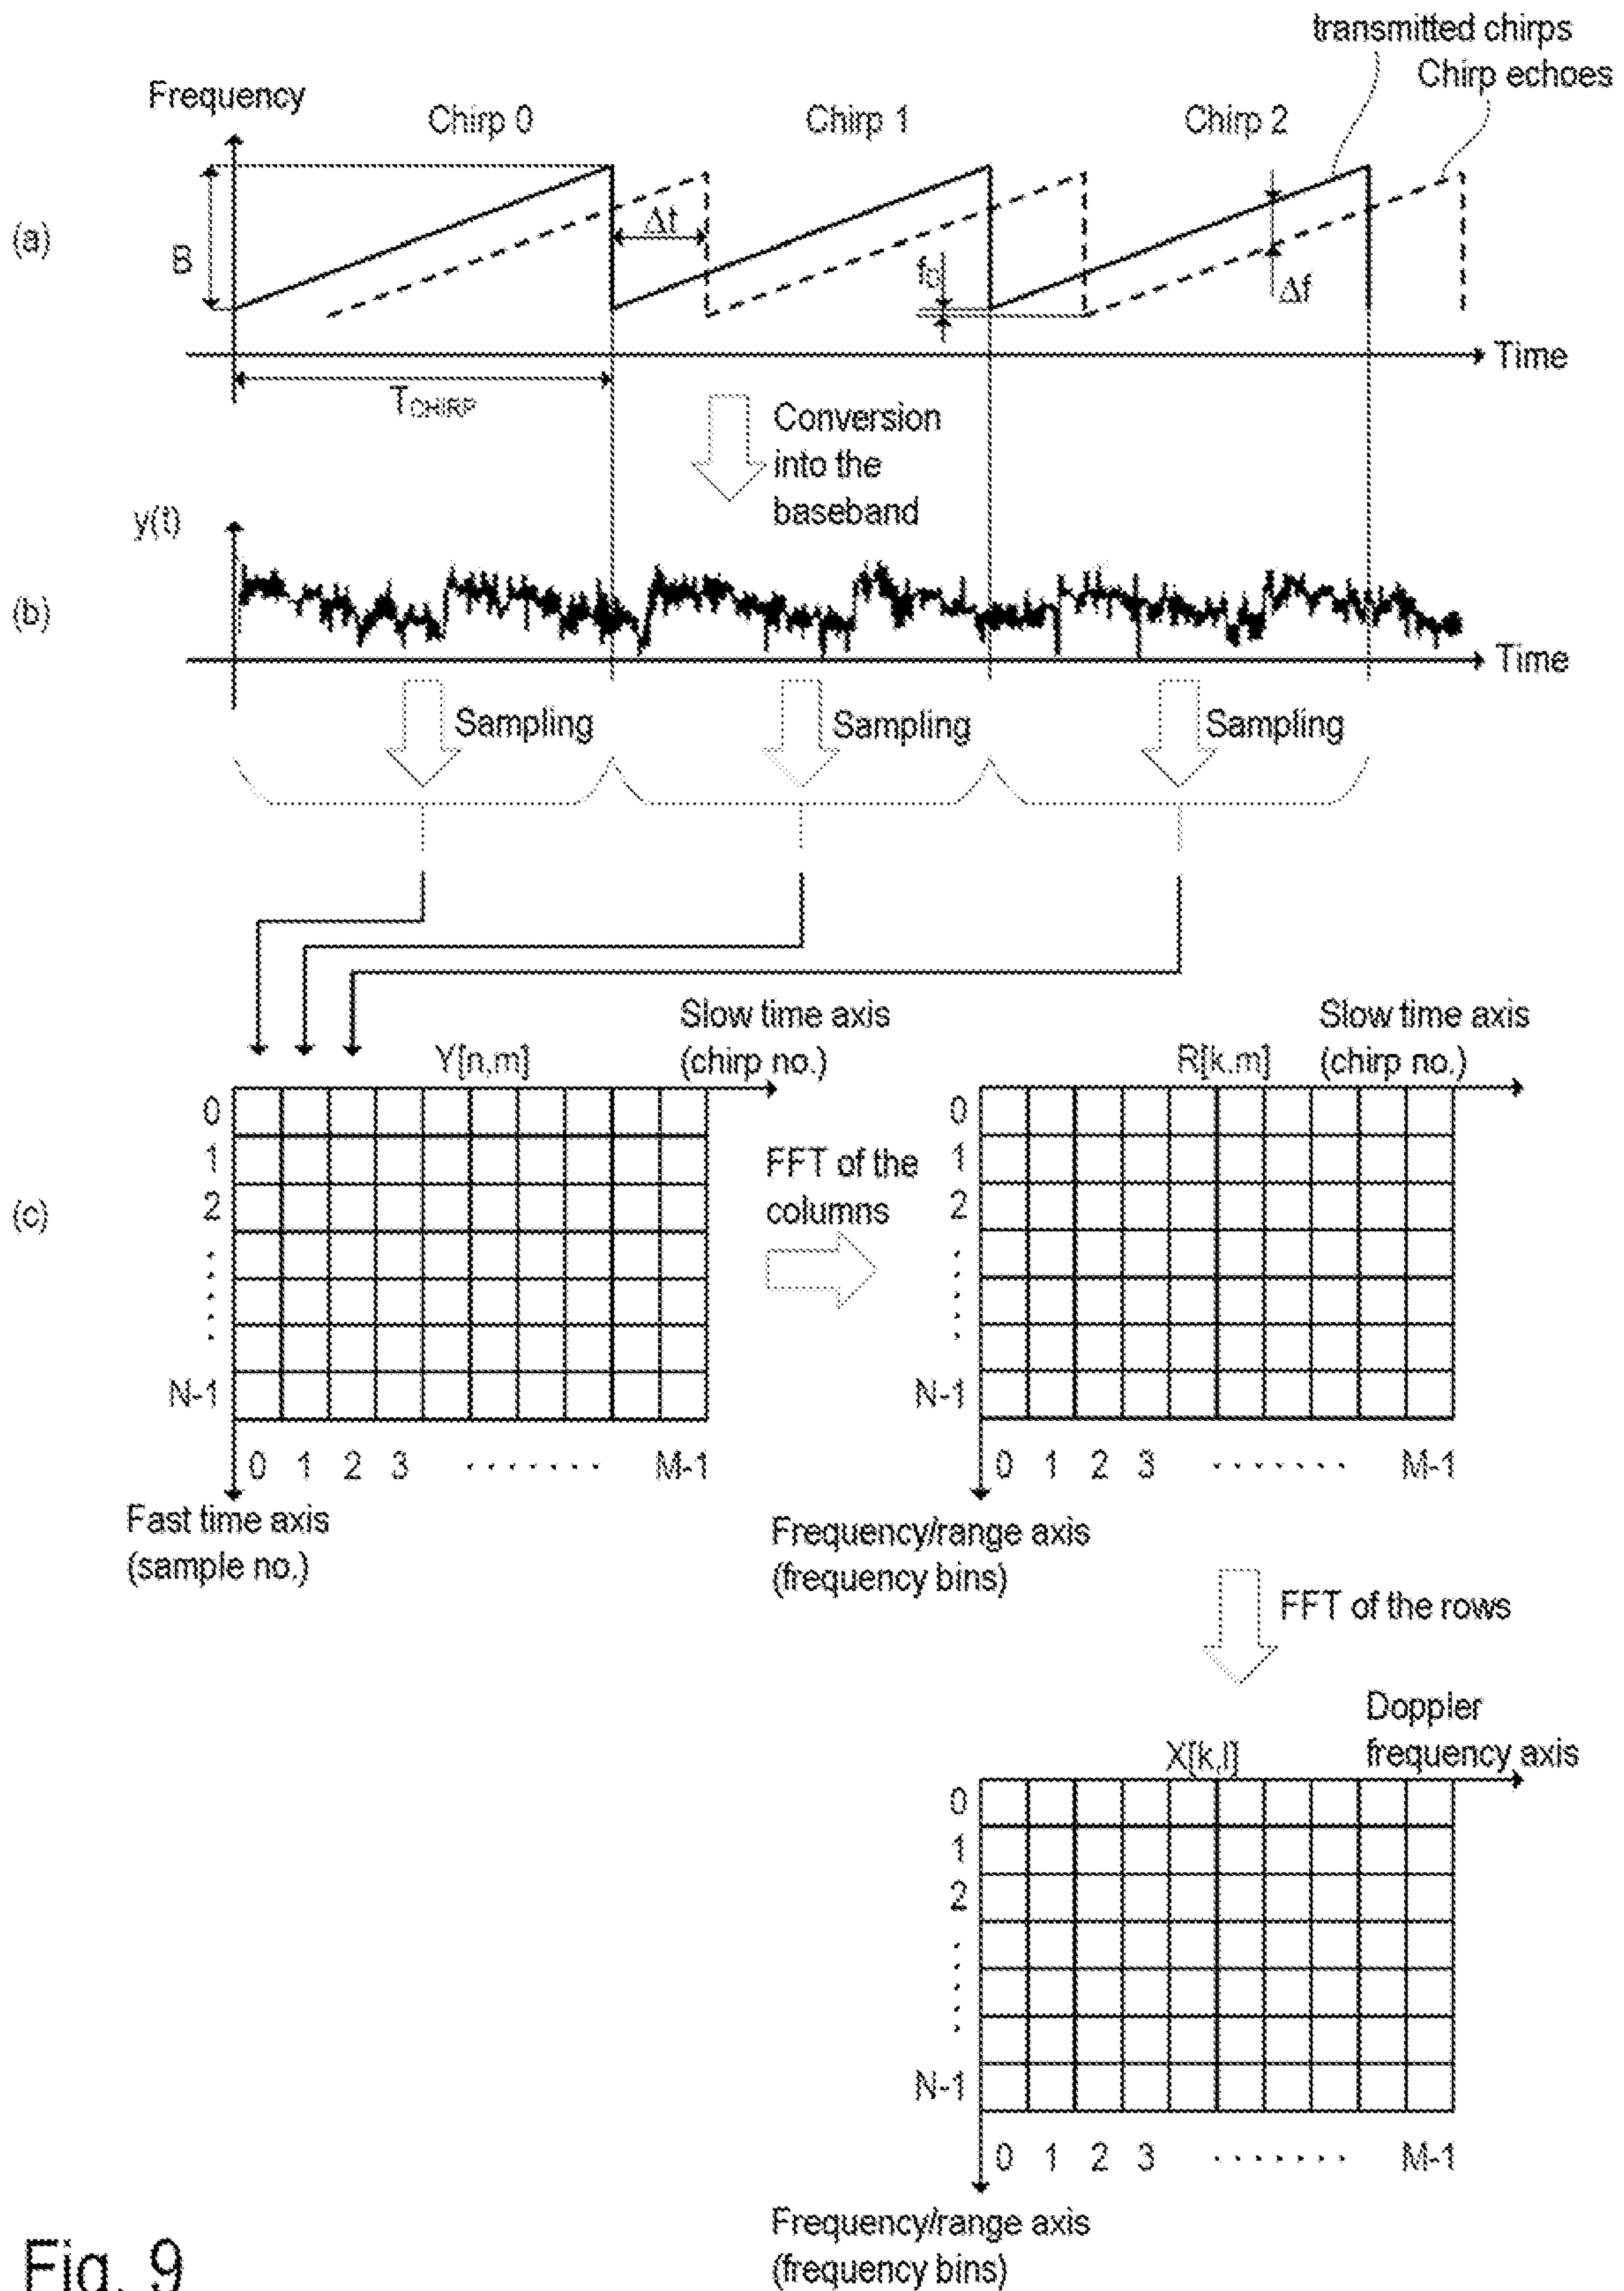 transmitted chirps
Chirp echoes
Frequency
Chirp 0
Chirp 1
Chirp 2
(a)
B
Δt
f_D
Δf
Time
T_CHIRP
Conversion
into the
baseband
y(t)
(b)
Time
Sampling
Sampling
Sampling
Slow time axis
(chirp no.)
Y[n,m]
Slow time axis
(chirp no.)
R[k,m]
(c)
0
1
2
N-1
0 1 2 3 ....... M-1
Fast time axis
(sample no.)
FFT of the
columns
0
1
2
N-1
0 1 2 3 ....... M-1
Frequency/range axis
(frequency bins)
FFT of the rows
Doppler
frequency axis
X[k,l]
0
1
2
N-1
0 1 2 3 ....... M-1
Frequency/range axis
(frequency bins)
Fig. 9